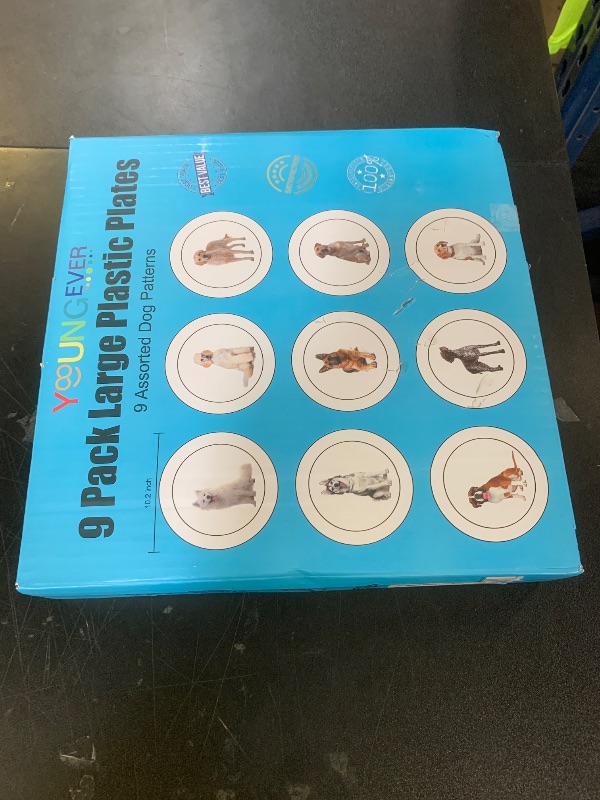 YOUNGEVER
9 Pack Large Plastic Plates
9 Assorted Dog Patterns
BEST VALUE
100%
10.2 inch